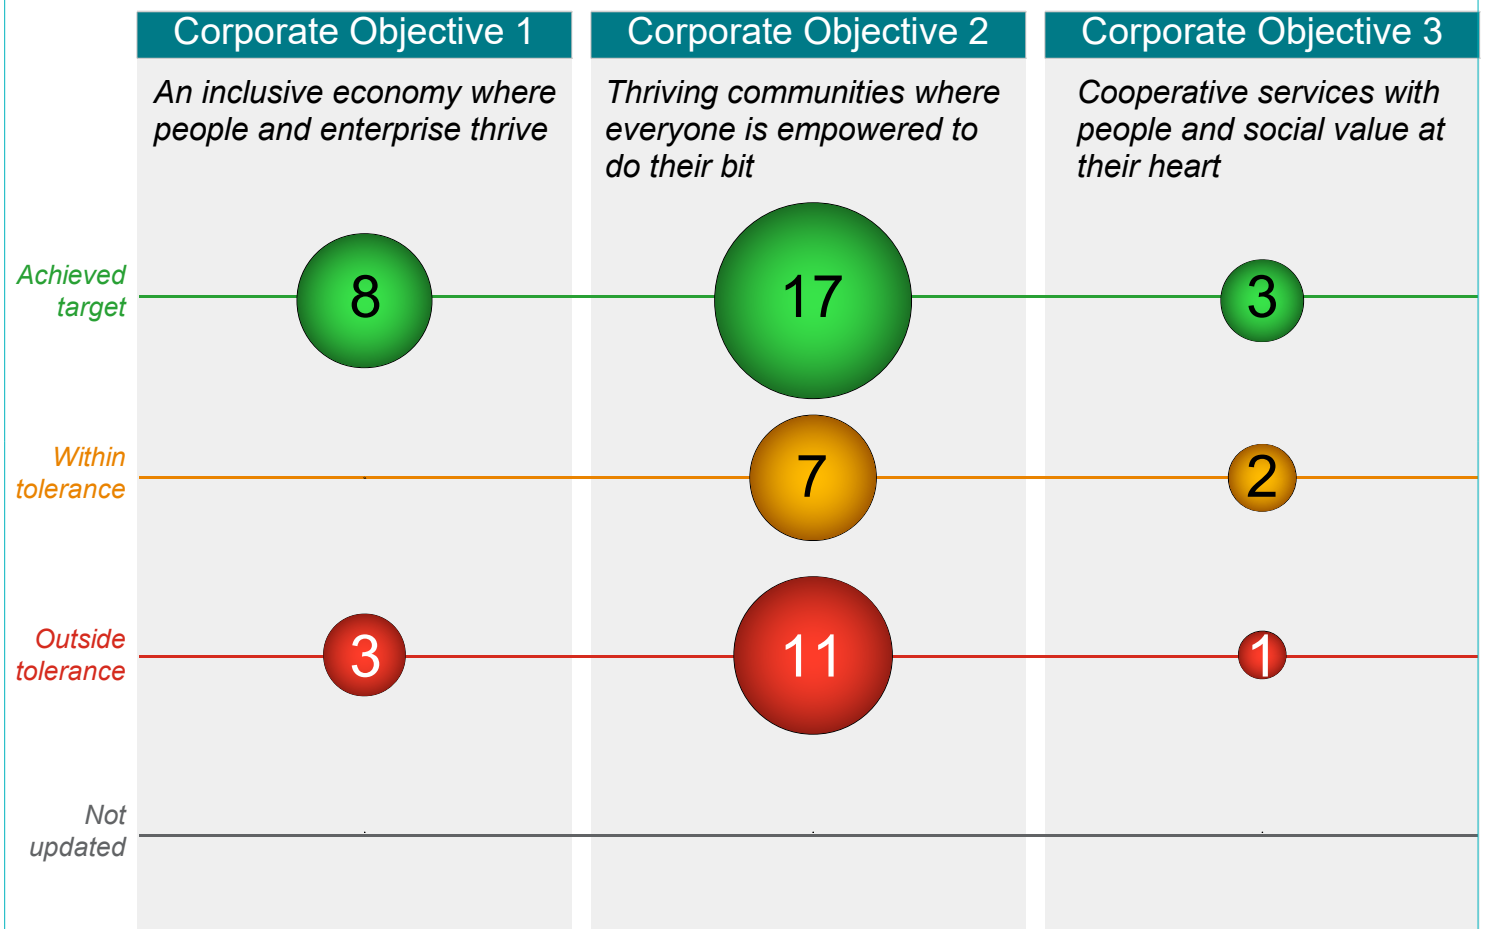 Corporate Objective 1
An inclusive economy where
people and enterprise thrive
Corporate Objective 2
Thriving communities where
everyone is empowered to
do their bit
Corporate Objective 3
Cooperative services with
people and social value at
their heart
Achieved
target
8
17
3
Within
tolerance
7
2
Outside
tolerance
3
11
1
Not
updated